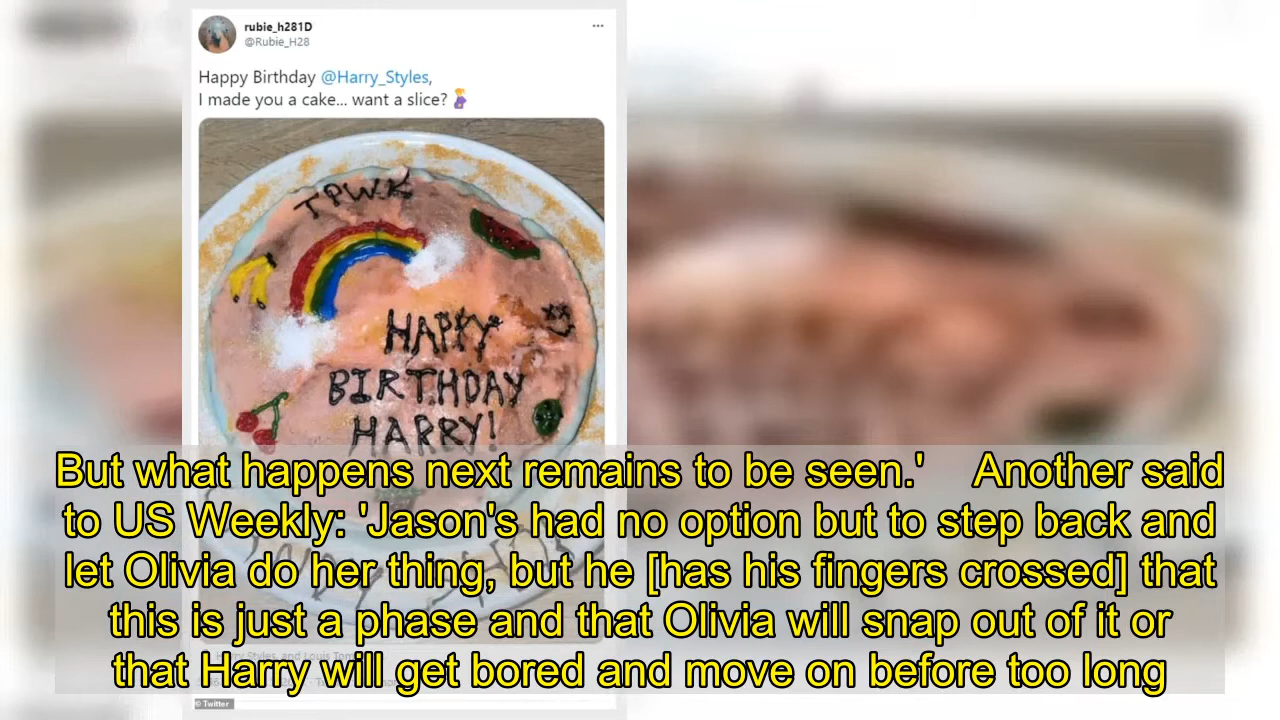 rubie_h281D
@Rubie_H28
Happy Birthday @Harry_Styles,
I made you a cake... want a slice?
TPWK
HAPPY
BIRTHDAY
HARRY!
But what happens next remains to be seen.' Another said
to US Weekly: 'Jason's had no option but to step back and
let Olivia do her thing, but he [has his fingers crossed] that
this is just a phase and that Olivia will snap out of it or
that Harry will get bored and move on before too long
© Twitter